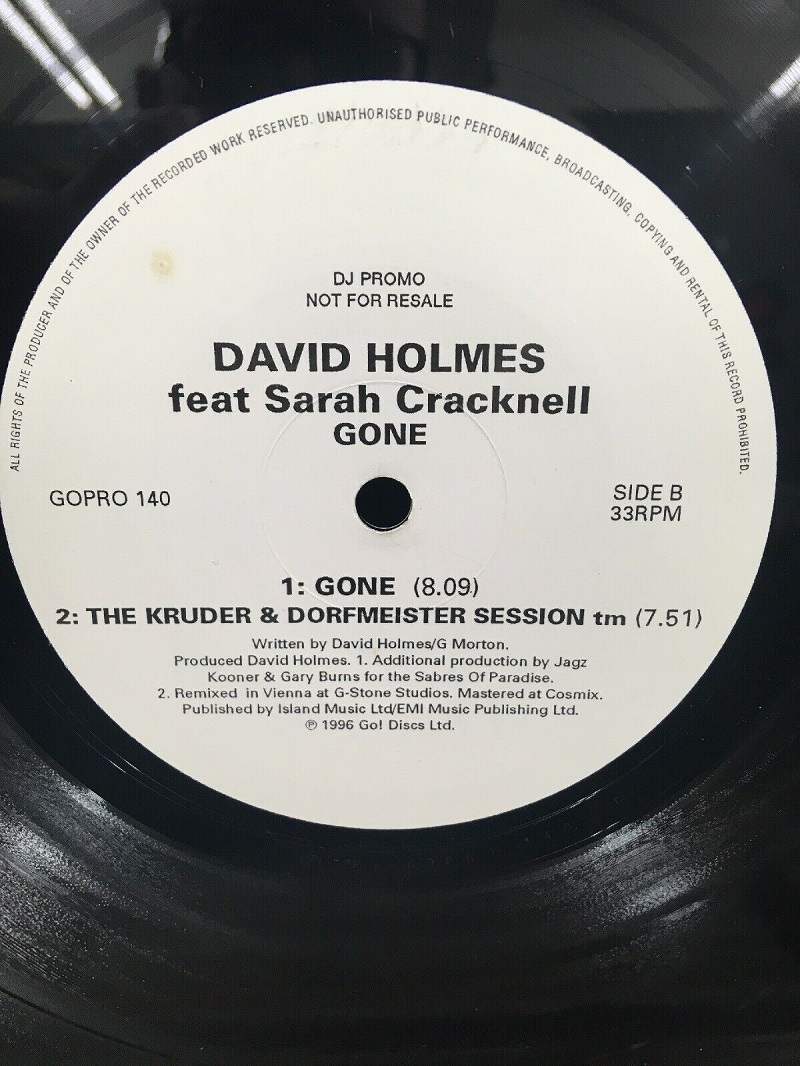 ALL RIGHTS OF THE PRODUCER AND OF THE OWNER OF THE RECORDED WORK RESERVED. UNAUTHORISED PUBLIC PERFORMANCE, BROADCASTING, COPYING AND RENTAL OF THIS RECORD PROHIBITED.
DJ PROMO
NOT FOR RESALE
DAVID HOLMES
feat Sarah Cracknell
GONE
GOPRO 140
SIDE B
33RPM
1: GONE (8.09)
2: THE KRUDER & DORFMEISTER SESSION tm (7.51)
Written by David Holmes/G Morton.
Produced David Holmes. 1. Additional production by Jagz
Kooner & Gary Burns for the Sabres Of Paradise.
2. Remixed in Vienna at G-Stone Studios. Mastered at Cosmix.
Published by Island Music Ltd/EMI Music Publishing Ltd.
℗ 1996 Go! Discs Ltd.